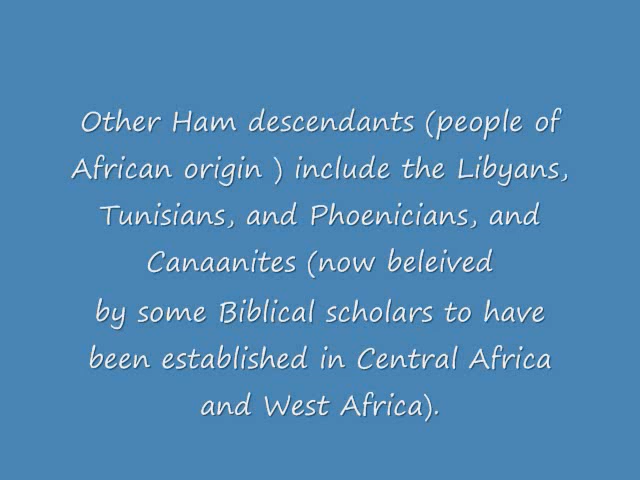 Other Ham descendants (people of
African origin ) include the Libyans,
Tunisians, and Phoenicians, and
Canaanites (now beleived
by some Biblical scholars to have
been established in Central Africa
and West Africa).